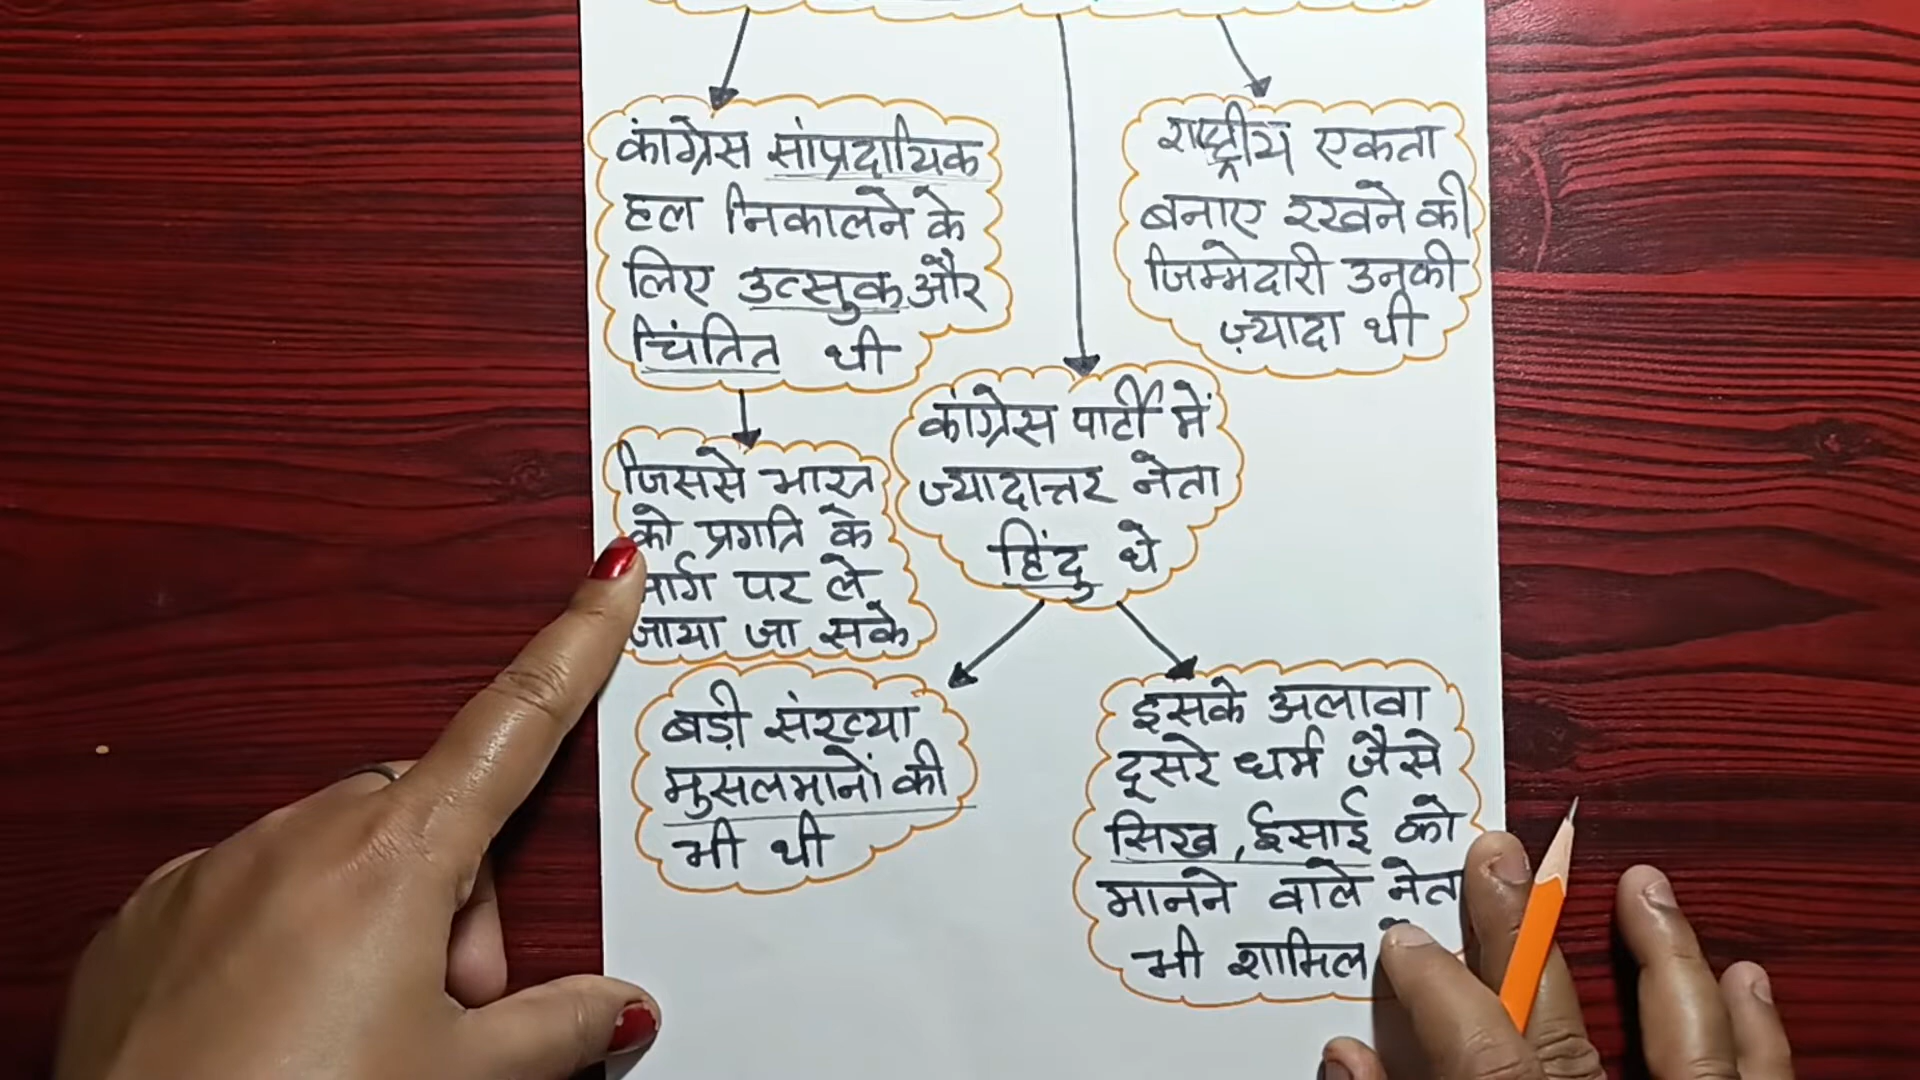 कांग्रेस सांप्रदायिक
हल निकालने के
लिए उत्सुक और
चिंतित थी
राष्ट्रीय एकता
बनाए रखने की
जिम्मेदारी उनकी
ज़्यादा थी
जिससे भारत
को प्रगति के
मार्ग पर ले
जाया जा सके
कांग्रेस पार्टी में
ज्यादात्तर नेता
हिंदु थे
बड़ी संख्या
मुसलमानों की
भी थी
इसके अलावा
दूसरे धर्म जैसे
सिख, ईसाई को
मानने वाले नेता
भी शामिल